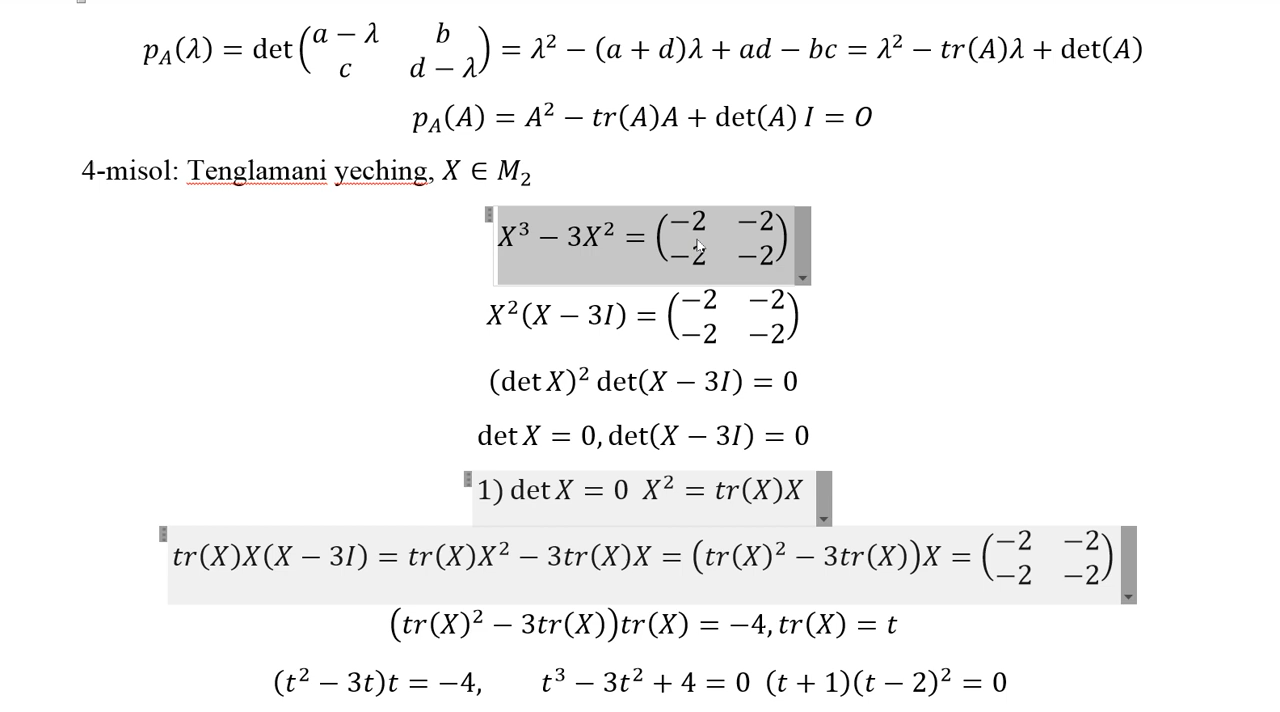 p_A(λ) = det(a − λ  b; c  d − λ) = λ² − (a + d)λ + ad − bc = λ² − tr(A)λ + det(A)
p_A(A) = A² − tr(A)A + det(A) I = O
4-misol: Tenglamani yeching, X ∈ M₂
X³ − 3X² = (−2  −2; −2  −2)
X²(X − 3I) = (−2  −2; −2  −2)
(det X)² det(X − 3I) = 0
det X = 0, det(X − 3I) = 0
1) det X = 0  X² = tr(X)X
tr(X)X(X − 3I) = tr(X)X² − 3tr(X)X = (tr(X)² − 3tr(X))X = (−2  −2; −2  −2)
(tr(X)² − 3tr(X))tr(X) = −4, tr(X) = t
(t² − 3t)t = −4,  t³ − 3t² + 4 = 0  (t + 1)(t − 2)² = 0